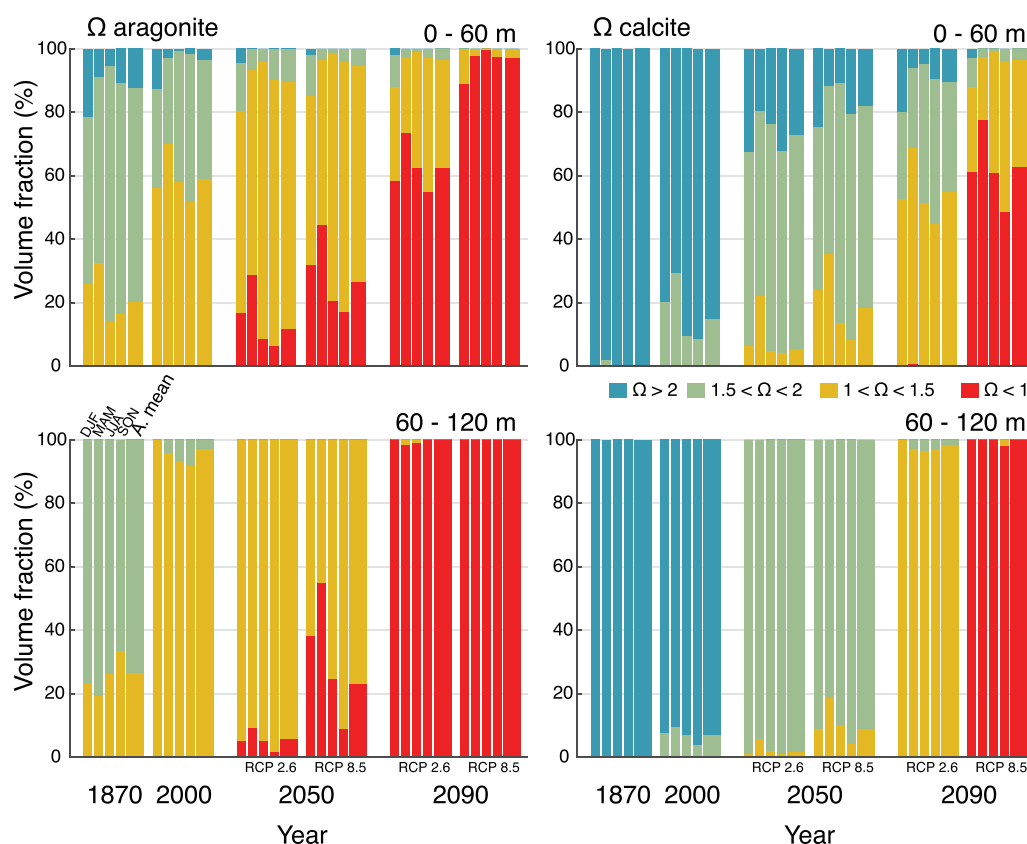 Ω aragonite
0 - 60 m
Volume fraction (%)
100
80
60
40
20
0
DJF
MAM
JJA
SON
A. mean
Ω calcite
0 - 60 m
100
80
60
40
20
0
Ω > 2
1.5 < Ω < 2
1 < Ω < 1.5
Ω < 1
60 - 120 m
Volume fraction (%)
100
80
60
40
20
0
RCP 2.6
RCP 8.5
RCP 2.6
RCP 8.5
1870
2000
2050
2090
Year
60 - 120 m
100
80
60
40
20
0
RCP 2.6
RCP 8.5
RCP 2.6
RCP 8.5
1870
2000
2050
2090
Year